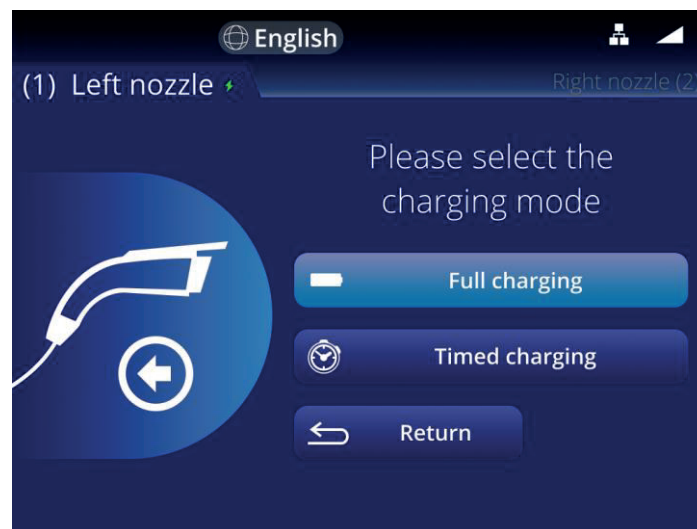 English
(1) Left nozzle
Right nozzle (2)
Please select the
charging mode
Full charging
Timed charging
Return